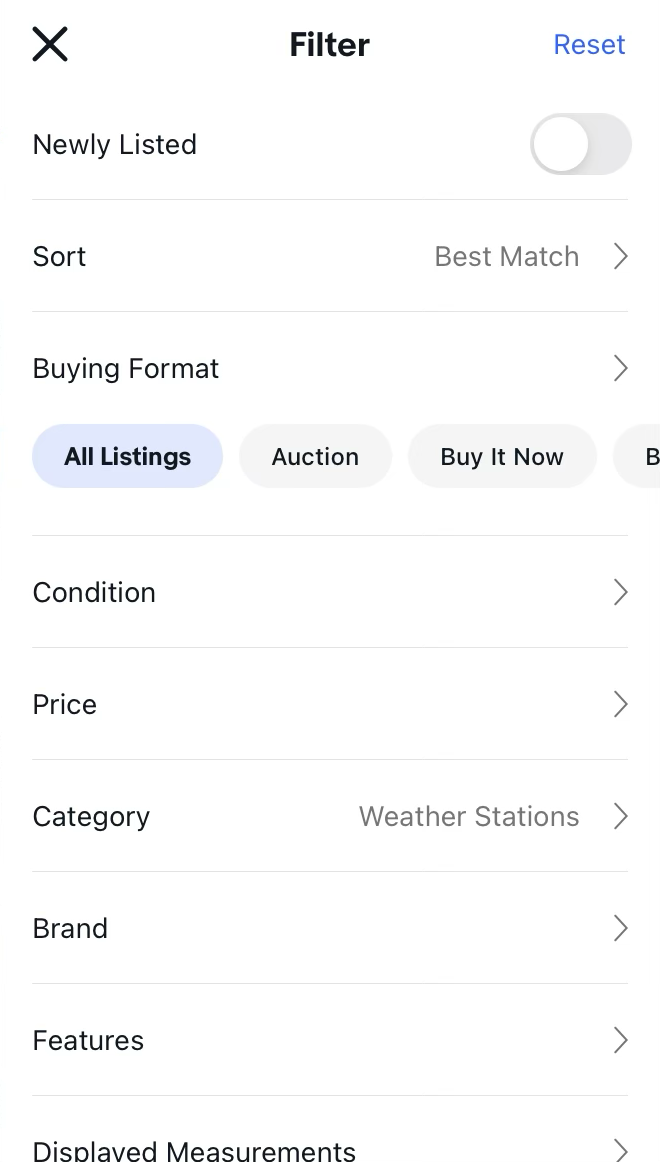 Filter
Reset
Newly Listed
Sort
Best Match
Buying Format
All Listings
Auction
Buy It Now
Condition
Price
Category
Weather Stations
Brand
Features
Displayed Measurements